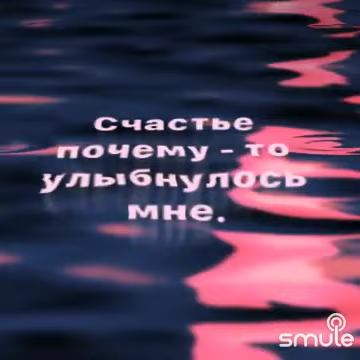 Счастье
почему - то
улыбнулось
мне.
smule